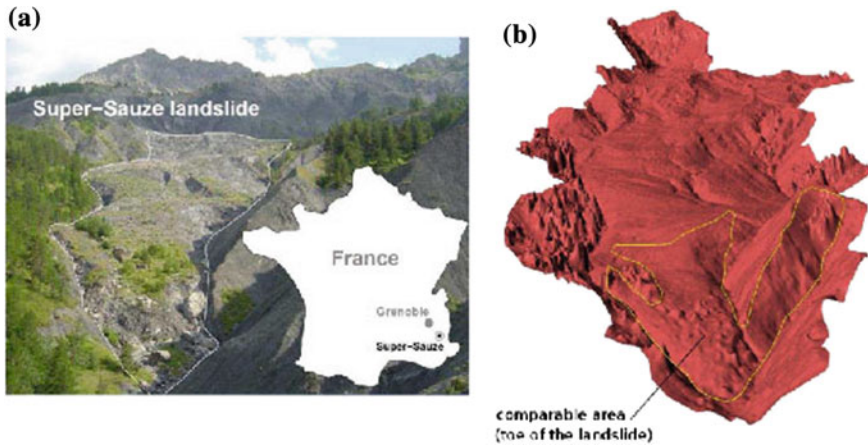 (a)
Super-Sauze landslide
France
Grenoble
Super-Sauze
(b)
comparable area
(toe of the landslide)